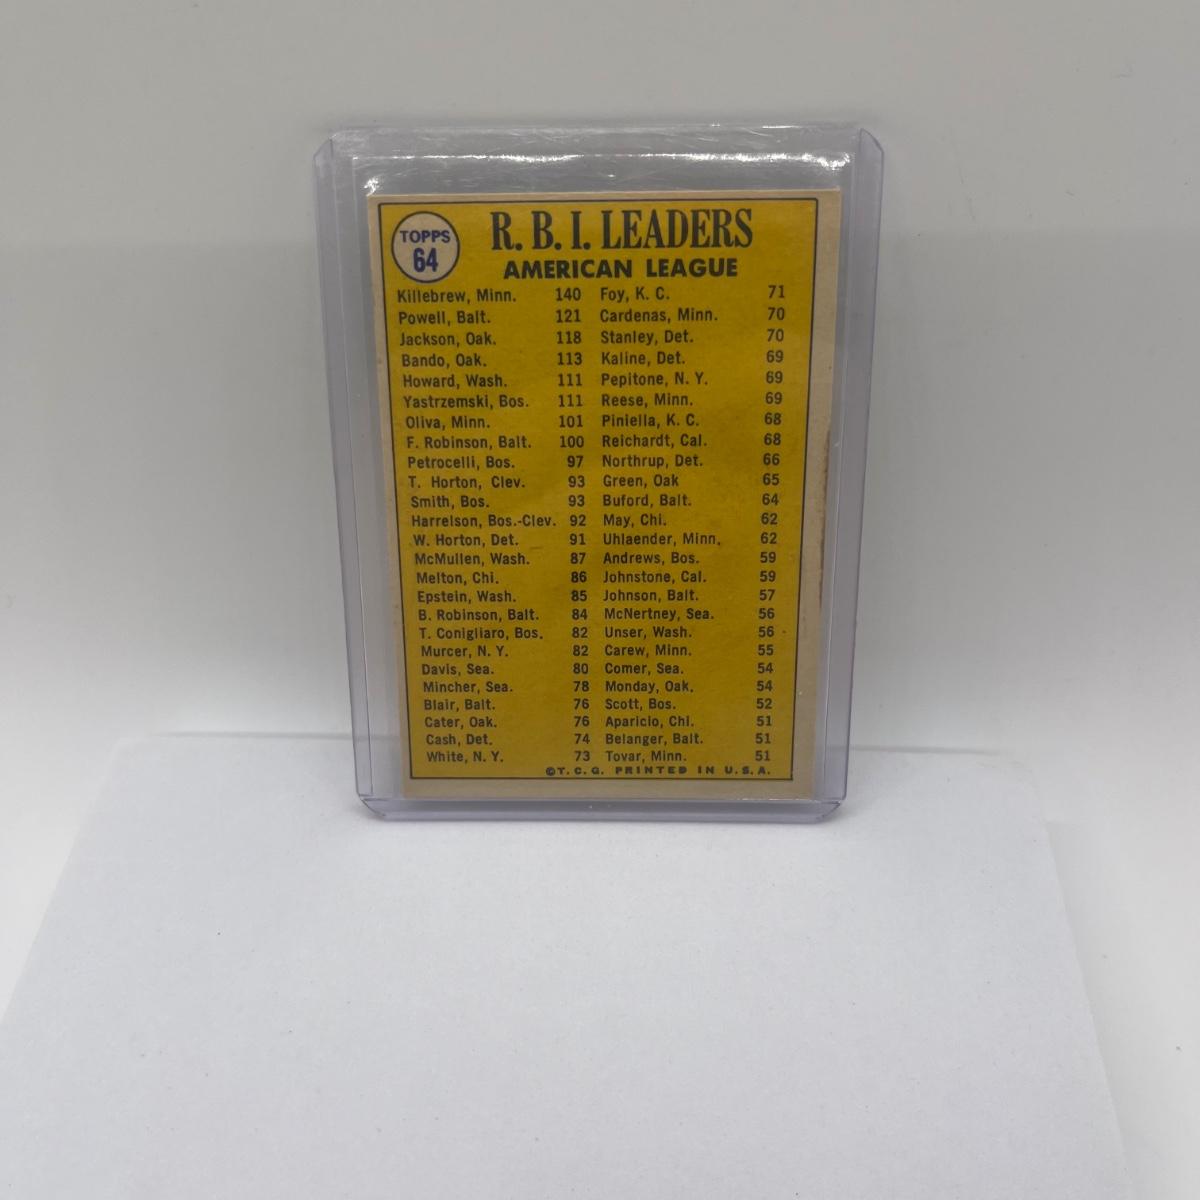 TOPPS
64
R. B. I. LEADERS
AMERICAN LEAGUE
Killebrew, Minn. 140
Powell, Balt. 121
Jackson, Oak. 118
Bando, Oak. 113
Howard, Wash. 111
Yastrzemski, Bos. 111
Oliva, Minn. 101
F. Robinson, Balt. 100
Petrocelli, Bos. 97
T. Horton, Clev. 93
Smith, Bos. 93
Harrelson, Bos.-Clev. 92
W. Horton, Det. 91
McMullen, Wash. 87
Melton, Chi. 86
Epstein, Wash. 85
B. Robinson, Balt. 84
T. Conigliaro, Bos. 82
Murcer, N. Y. 82
Davis, Sea. 80
Mincher, Sea. 78
Blair, Balt. 76
Cater, Oak. 76
Cash, Det. 74
White, N. Y. 73
Foy, K. C. 71
Cardenas, Minn. 70
Stanley, Det. 70
Kaline, Det. 69
Pepitone, N. Y. 69
Reese, Minn. 69
Piniella, K. C. 68
Reichardt, Cal. 68
Northrup, Det. 66
Green, Oak 65
Buford, Balt. 64
May, Chi. 62
Uhlaender, Minn. 62
Andrews, Bos. 59
Johnstone, Cal. 59
Johnson, Balt. 57
McNertney, Sea. 56
Unser, Wash. 56
Carew, Minn. 55
Comer, Sea. 54
Monday, Oak. 54
Scott, Bos. 52
Aparicio, Chi. 51
Belanger, Balt. 51
Tovar, Minn. 51
©T. C. G. PRINTED IN U. S. A.